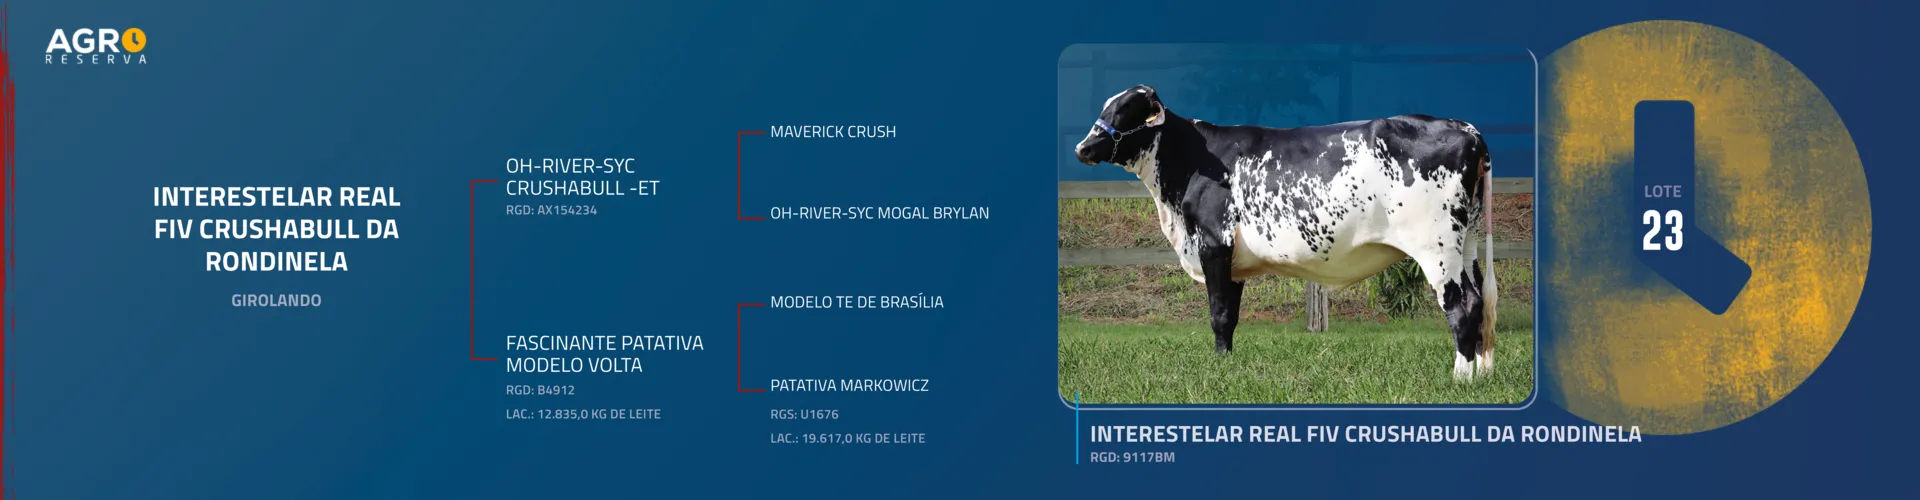 AGRO
RESERVA
INTERESTELAR REAL
FIV CRUSHABULL DA
RONDINELA
GIROLANDO
OH-RIVER-SYC
CRUSHABULL -ET
RGD: AX154234
FASCINANTE PATATIVA
MODELO VOLTA
RGD: B4912
LAC.: 12.835,0 KG DE LEITE
MAVERICK CRUSH
OH-RIVER-SYC MOGAL BRYLAN
MODELO TE DE BRASÍLIA
PATATIVA MARKOWICZ
RGS: U1676
LAC.: 19.617,0 KG DE LEITE
LOTE
23
INTERESTELAR REAL FIV CRUSHABULL DA RONDINELA
RGD: 9117BM